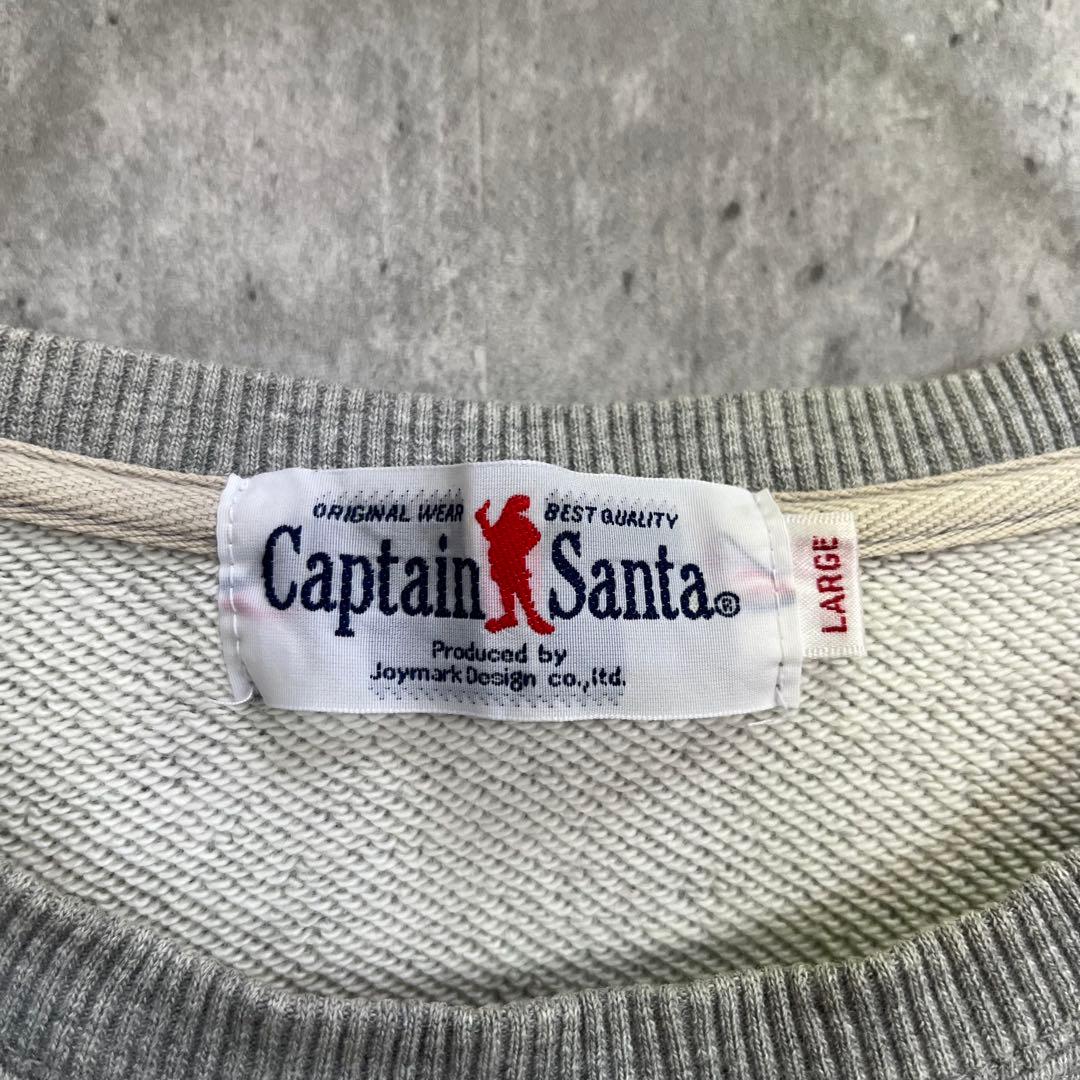 ORIGINAL WEAR BEST QUALITY
Captain Santa®
Produced by
Joymark Design co.,ltd.
LARGE